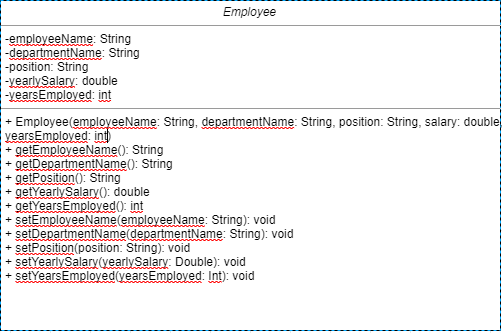 Employee
-employeeName: String
-departmentName: String
-position: String
-yearlySalary: double
-yearsEmployed: int
+ Employee(employeeName: String, departmentName: String, position: String, salary: double
yearsEmployed: int)
+ getEmployeeName(): String
+ getDepartmentName(): String
+ getPosition(): String
+ getYearlySalary(): double
+ getYearsEmployed(): int
+ setEmployeeName(employeeName: String): void
+ setDepartmentName(departmentName: String): void
+ setPosition(position: String): void
+ setYearlySalary(yearlySalary: Double): void
+ setYearsEmployed(yearsEmployed: Int): void